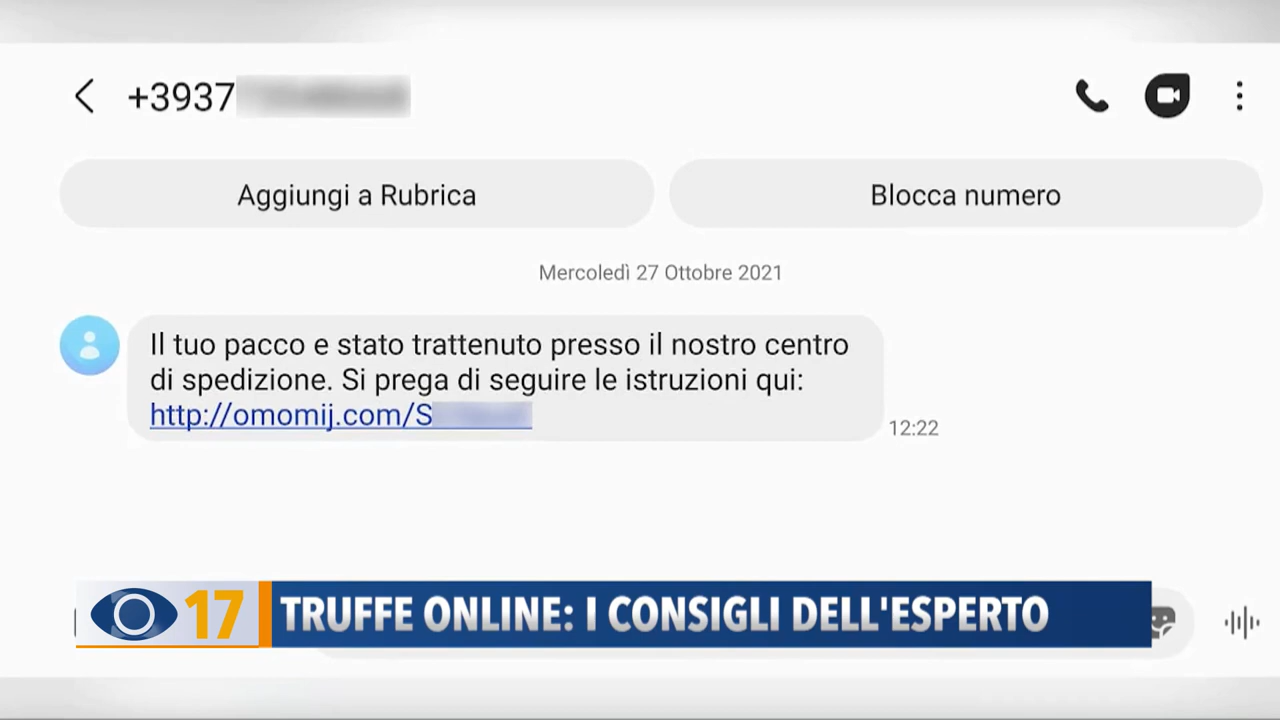 +3937
Aggiungi a Rubrica
Blocca numero
Mercoledì 27 Ottobre 2021
Il tuo pacco e stato trattenuto presso il nostro centro
di spedizione. Si prega di seguire le istruzioni qui:
http://omomij.com/S
12:22
17
TRUFFE ONLINE: I CONSIGLI DELL'ESPERTO